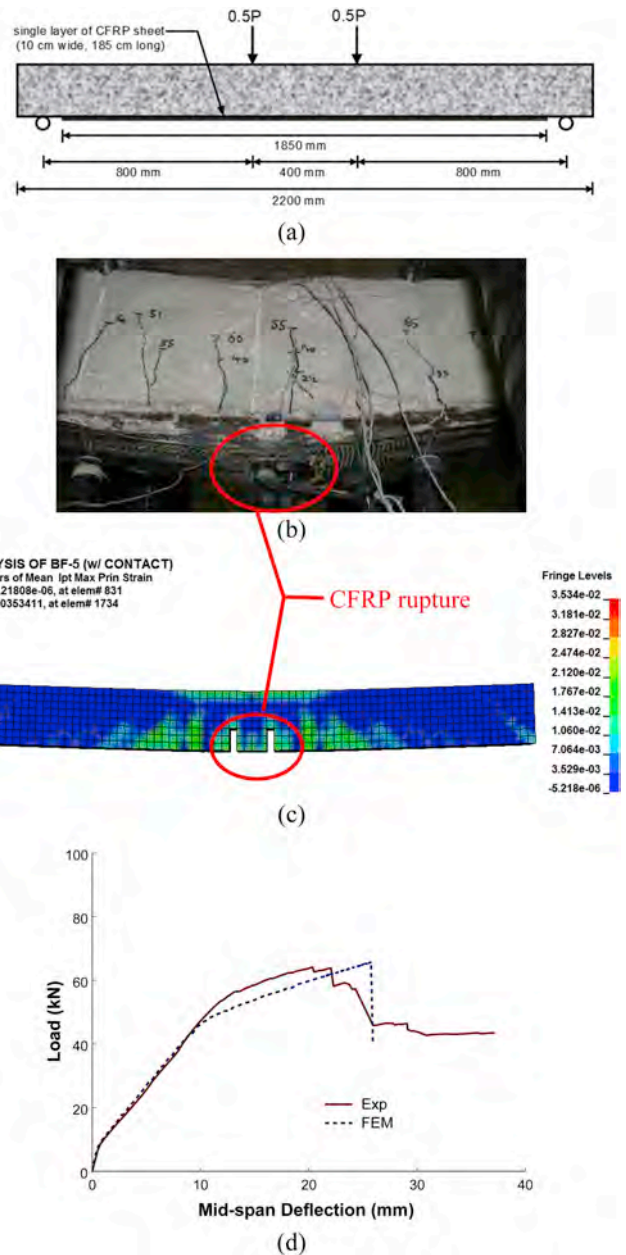 0.5P 0.5P
single layer of CFRP sheet
(10 cm wide, 185 cm long)
1850 mm
800 mm 400 mm 800 mm
2200 mm
(a)
51
55
60
40
55
(b)
YSIS OF BF-5 (w/ CONTACT)
rs of Mean Ipt Max Prin Strain
.21808e-06, at elem# 831
0353411, at elem# 1734
CFRP rupture
Fringe Levels
3.534e-02
3.181e-02
2.827e-02
2.474e-02
2.120e-02
1.767e-02
1.413e-02
1.060e-02
7.064e-03
3.529e-03
-5.218e-06
(c)
100
80
60
40
20
0
Load (kN)
Exp
FEM
0 10 20 30 40
Mid-span Deflection (mm)
(d)